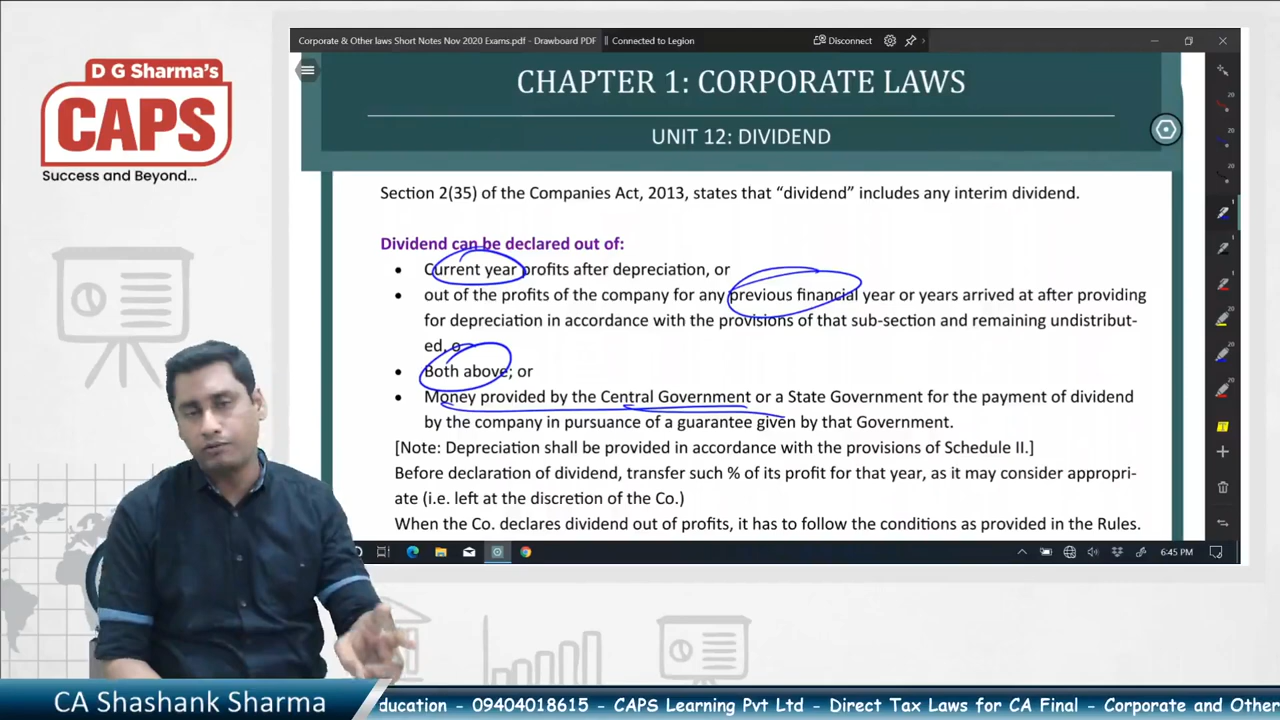 D G Sharma's
CAPS
Success and Beyond...
Corporate & Other laws Short Notes Nov 2020 Exams.pdf - Drawboard PDF
Connected to Legion
Disconnect
CHAPTER 1: CORPORATE LAWS
UNIT 12: DIVIDEND
Section 2(35) of the Companies Act, 2013, states that “dividend” includes any interim dividend.
Dividend can be declared out of:
• Current year profits after depreciation, or
• out of the profits of the company for any previous financial year or years arrived at after providing
for depreciation in accordance with the provisions of that sub-section and remaining undistribut-
ed, o
• Both above; or
• Money provided by the Central Government or a State Government for the payment of dividend
by the company in pursuance of a guarantee given by that Government.
[Note: Depreciation shall be provided in accordance with the provisions of Schedule II.]
Before declaration of dividend, transfer such % of its profit for that year, as it may consider appropri-
ate (i.e. left at the discretion of the Co.)
When the Co. declares dividend out of profits, it has to follow the conditions as provided in the Rules.
20
20
20
1
1
1
20
20
20
6:45 PM
CA Shashank Sharma
ducation - 09404018615 - CAPS Learning Pvt Ltd - Direct Tax Laws for CA Final - Corporate and Other